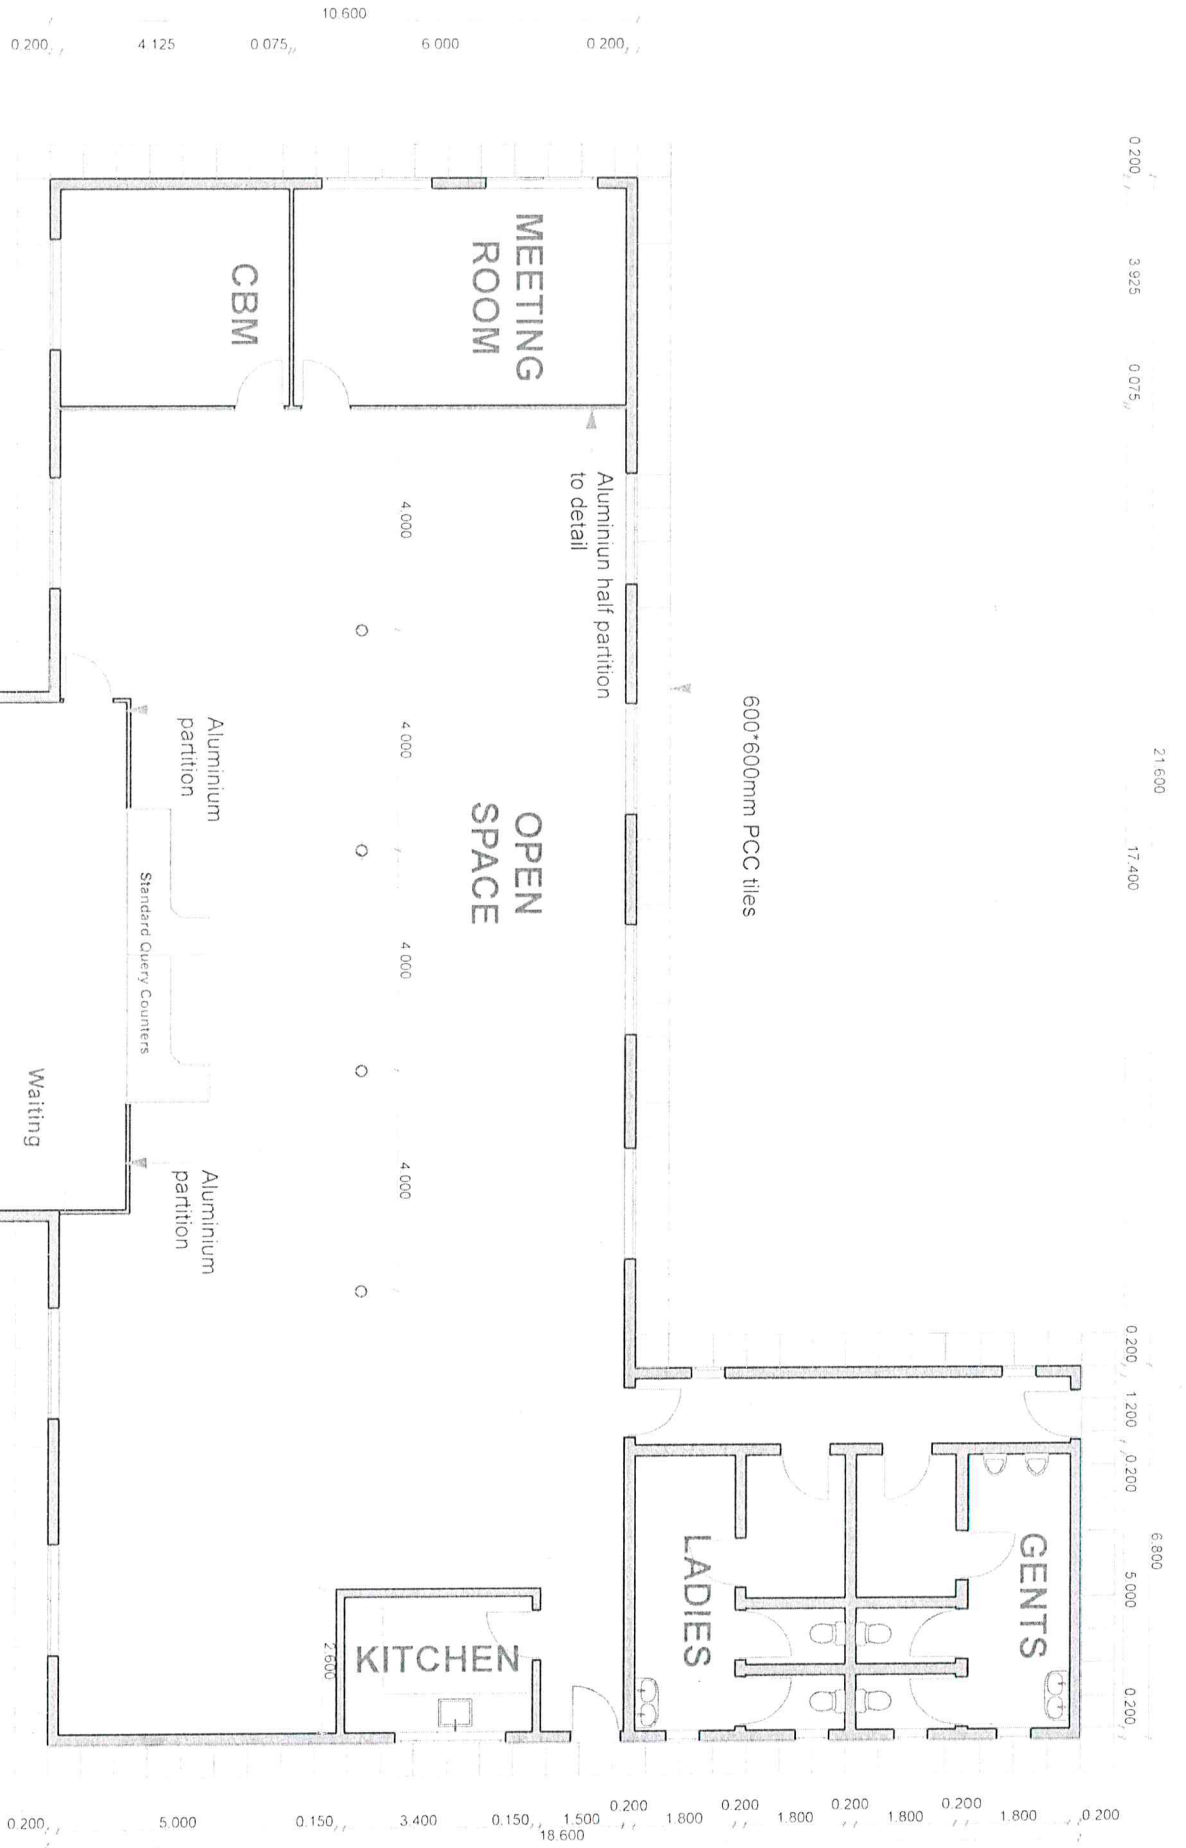 10.600
0.200
4.125
0.075
6 000
0.200
0.200
3.925
0.075
21.600
17.400
0.200
1.200
0.200
6.800
5.000
0.200
MEETING
ROOM
CBM
Aluminiun half partition
to detail
600*600mm PCC tiles
4.000
4.000
4 000
4 000
OPEN
SPACE
Aluminium
partition
Standard Query Counters
Waiting
Aluminium
partition
LADIES
GENTS
KITCHEN
2.600
0.200
5.000
0.150
3.400
0.150
1.500
0.200
1.800
0.200
1.800
0.200
1.800
0.200
1.800
0.200
18.600